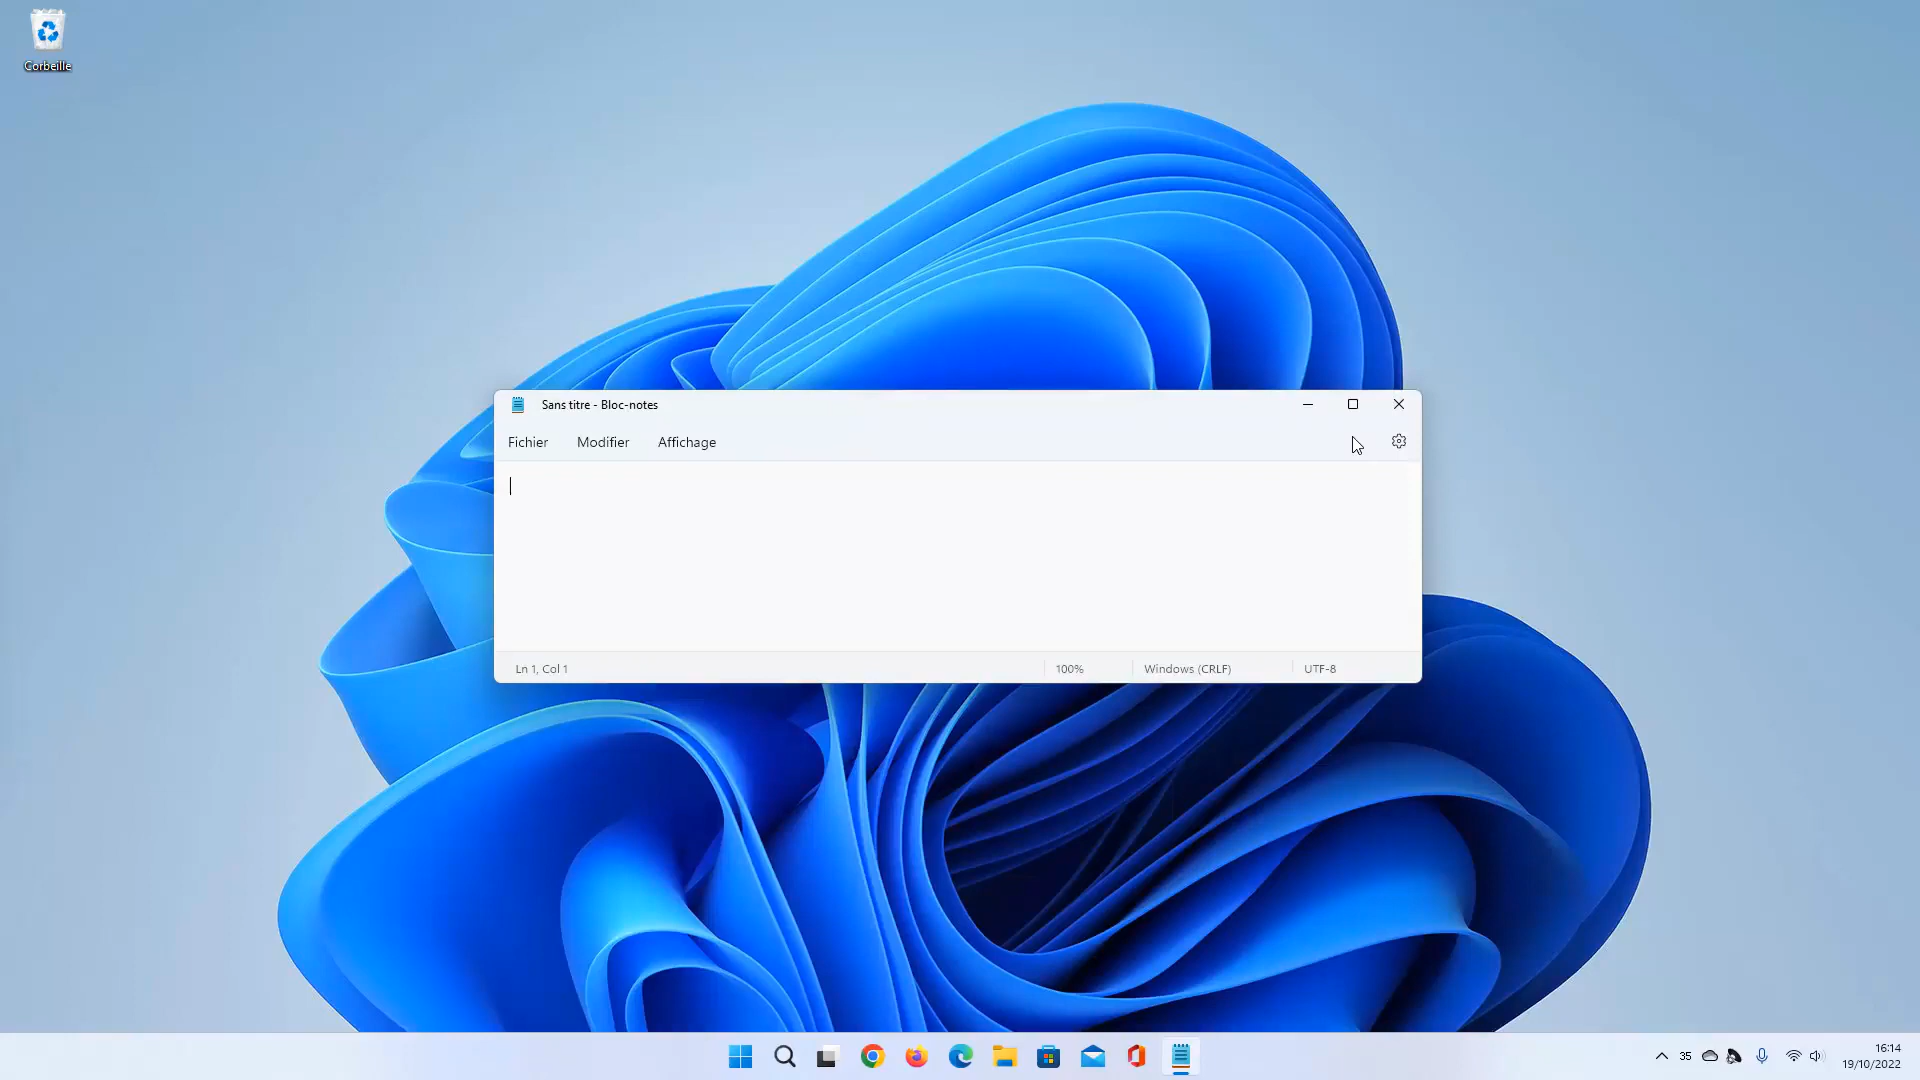 Corbeille
Sans titre - Bloc-notes
Fichier Modifier Affichage
Ln 1, Col 1 100% Windows (CRLF) UTF-8
35 16:14
19/10/2022